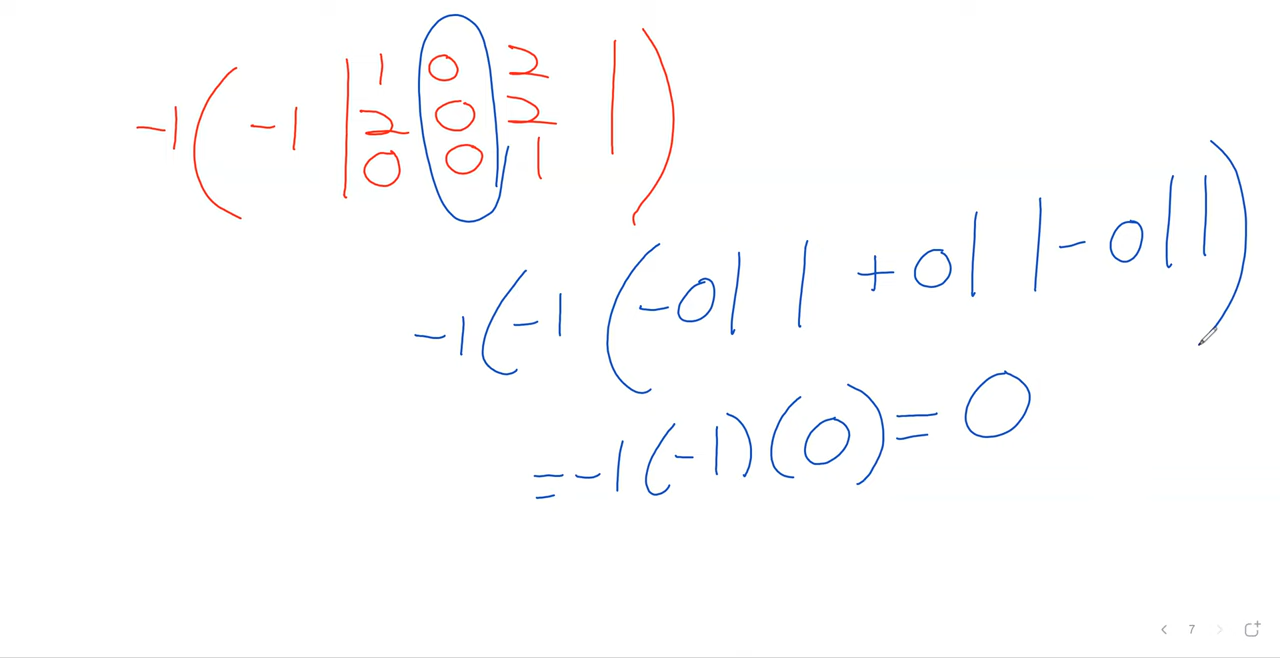 -1( -1 | 1 0 2 | )
2 0 2
0 0 1
-1( -1 ( -0| | + 0| | - 0| | )
= -1(-1)(0) = 0
7